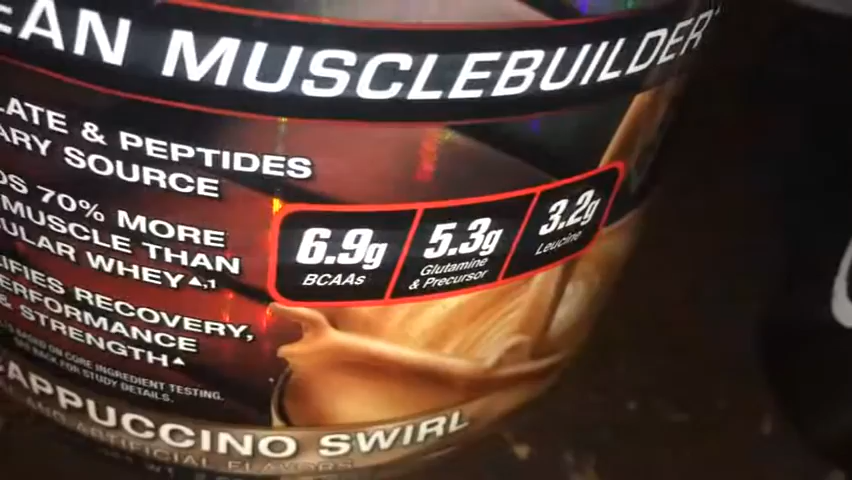 EAN MUSCLEBUILDER
LATE & PEPTIDES
ARY SOURCE
DS 70% MORE
MUSCLE THAN
ULAR WHEY▲,1
IFIES RECOVERY,
ERFORMANCE
& STRENGTH▲
BASED ON CORE INGREDIENT TESTING.
SEE BACK FOR STUDY DETAILS.
6.9g
BCAAs
5.3g
Glutamine
& Precursor
3.2g
Leucine
CAPPUCCINO SWIRL
AND ARTIFICIAL FLAVORS